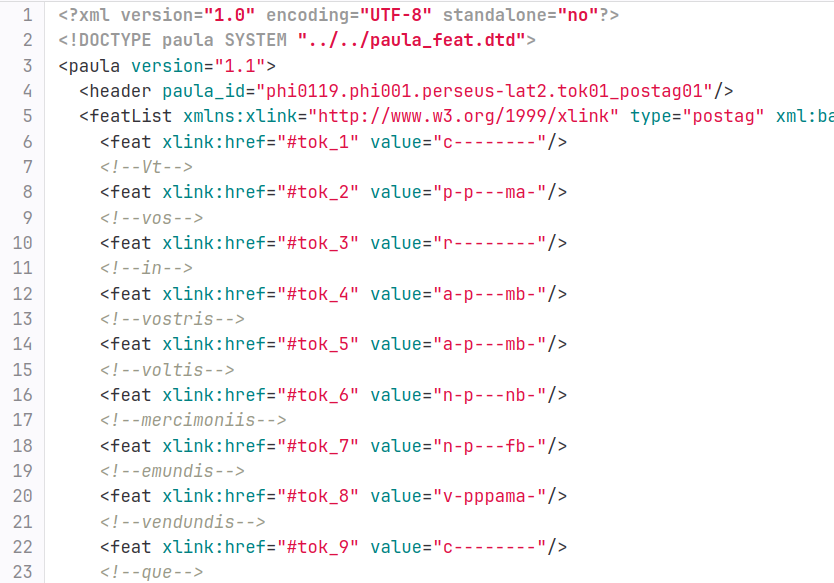 1 <?xml version="1.0" encoding="UTF-8" standalone="no"?>
2 <!DOCTYPE paula SYSTEM "../../paula_feat.dtd">
3 <paula version="1.1">
4 <header paula_id="phi0119.phi001.perseus-lat2.tok01_postag01"/>
5 <featList xmlns:xlink="http://www.w3.org/1999/xlink" type="postag" xml:ba
6 <feat xlink:href="#tok_1" value="c--------"/>
7 <!--Vt-->
8 <feat xlink:href="#tok_2" value="p-p---ma-"/>
9 <!--vos-->
10 <feat xlink:href="#tok_3" value="r--------"/>
11 <!--in-->
12 <feat xlink:href="#tok_4" value="a-p---mb-"/>
13 <!--vostris-->
14 <feat xlink:href="#tok_5" value="a-p---mb-"/>
15 <!--voltis-->
16 <feat xlink:href="#tok_6" value="n-p---nb-"/>
17 <!--mercimoniis-->
18 <feat xlink:href="#tok_7" value="n-p---fb-"/>
19 <!--emundis-->
20 <feat xlink:href="#tok_8" value="v-pppama-"/>
21 <!--vendundis-->
22 <feat xlink:href="#tok_9" value="c--------"/>
23 <!--que-->